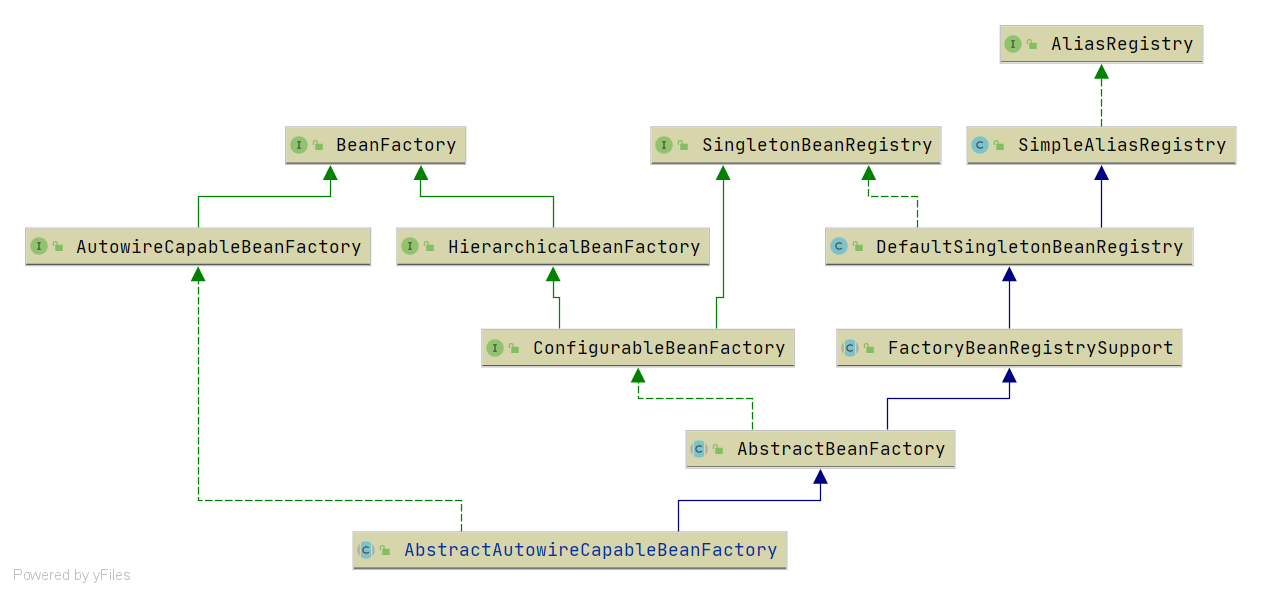 I AliasRegistry
I BeanFactory
I SingletonBeanRegistry
C SimpleAliasRegistry
I AutowireCapableBeanFactory
I HierarchicalBeanFactory
C DefaultSingletonBeanRegistry
I ConfigurableBeanFactory
C FactoryBeanRegistrySupport
C AbstractBeanFactory
C AbstractAutowireCapableBeanFactory
Powered by yFiles